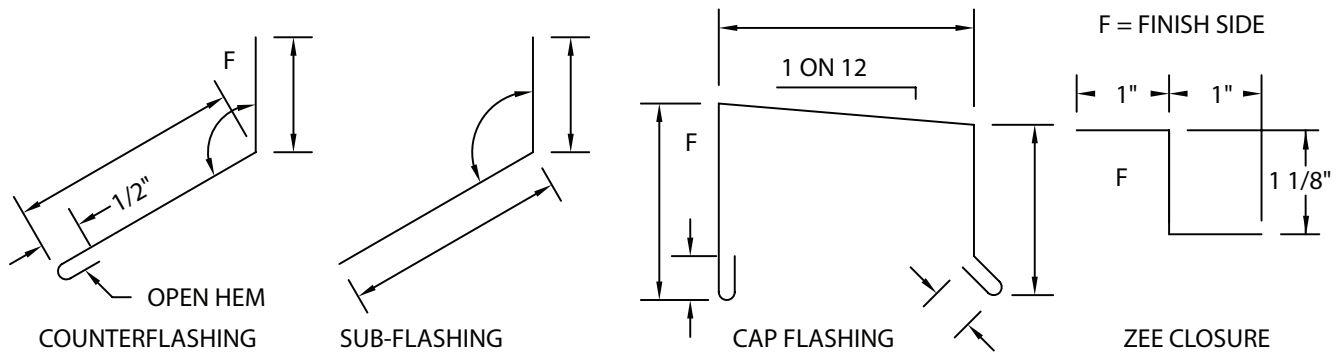 F = FINISH SIDE
F
1 ON 12
1"
1"
F
F
1 1/8"
1/2"
OPEN HEM
COUNTERFLASHING
SUB-FLASHING
CAP FLASHING
ZEE CLOSURE